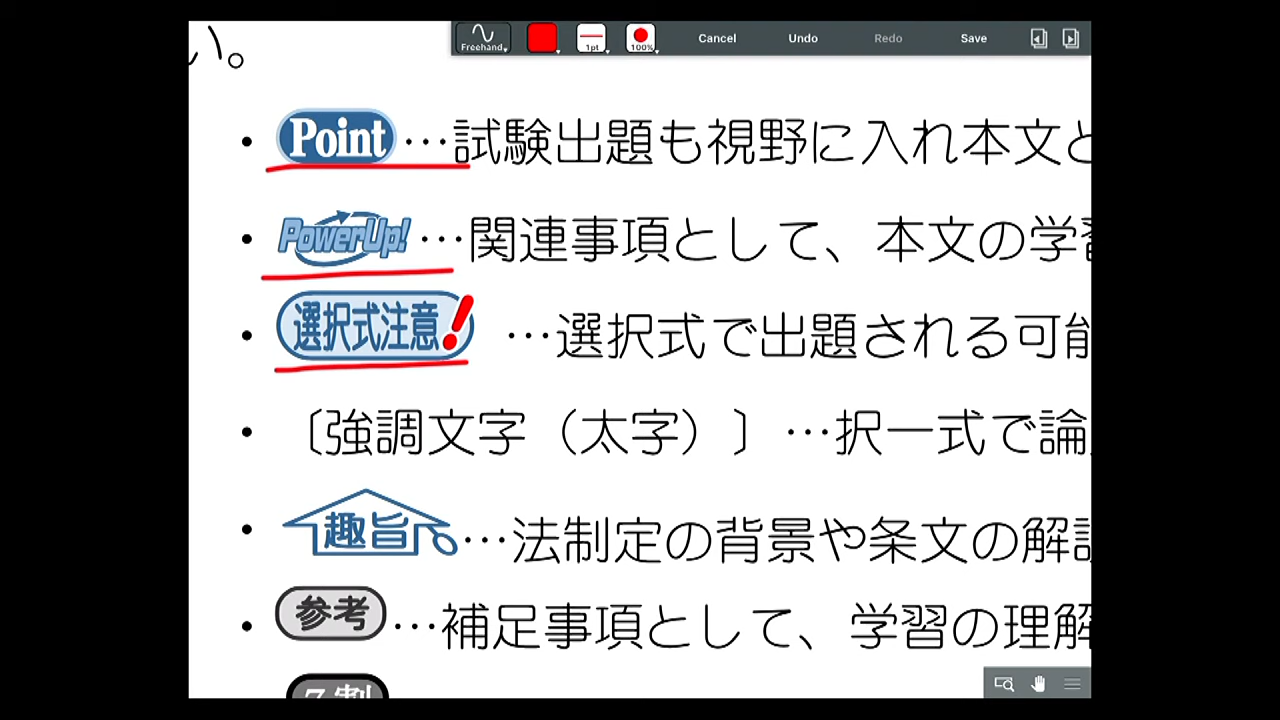 い。
Freehand 1pt 100% Cancel Undo Redo Save
• Point …試験出題も視野に入れ本文と
• PowerUp! …関連事項として、本文の学習
• 選択式注意! …選択式で出題される可能
• 〔強調文字（太字）〕…択一式で論
• 趣旨 …法制定の背景や条文の解説
• 参考 …補足事項として、学習の理解